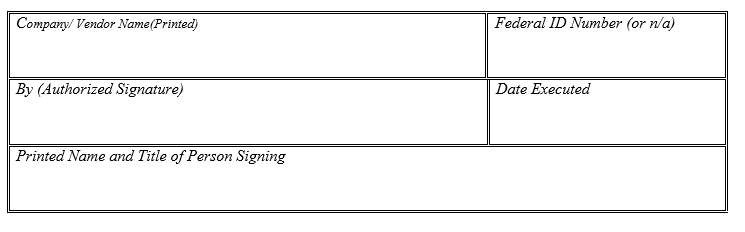 Company/ Vendor Name(Printed)
Federal ID Number (or n/a)
By (Authorized Signature)
Date Executed
Printed Name and Title of Person Signing